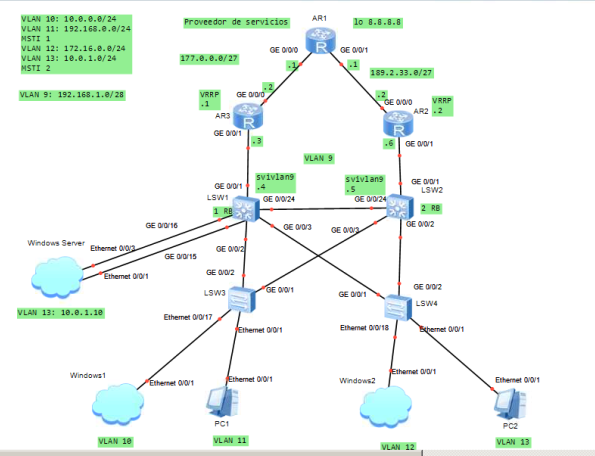 VLAN 10: 10.0.0.0/24
VLAN 11: 192.168.0.0/24
MSTI 1
VLAN 12: 172.16.0.0/24
VLAN 13: 10.0.1.0/24
MSTI 2
VLAN 9: 192.168.1.0/28
Proveedor de servicios
AR1
lo 8.8.8.8
GE 0/0/0
GE 0/0/1
.1
.1
177.0.0.0/27
189.2.33.0/27
VRRP
.1
.2
GE 0/0/0
AR3
GE 0/0/1
.3
.2
GE 0/0/0
VRRP
.2
AR2
.6
GE 0/0/1
VLAN 9
GE 0/0/1
svivlan9
.4
LSW1
GE 0/0/24
1 RB
svivlan9
.5
GE 0/0/1
LSW2
GE 0/0/24
2 RB
GE 0/0/16
GE 0/0/15
GE 0/0/2
GE 0/0/3
GE 0/0/3
GE 0/0/2
Windows Server
Ethernet 0/0/3
Ethernet 0/0/1
VLAN 13: 10.0.1.10
GE 0/0/2
LSW3
GE 0/0/1
GE 0/0/1
GE 0/0/2
LSW4
Ethernet 0/0/17
Ethernet 0/0/1
Ethernet 0/0/18
Ethernet 0/0/1
Windows1
Ethernet 0/0/1
Ethernet 0/0/1
PC1
Windows2
Ethernet 0/0/1
Ethernet 0/0/1
PC2
VLAN 10
VLAN 11
VLAN 12
VLAN 13